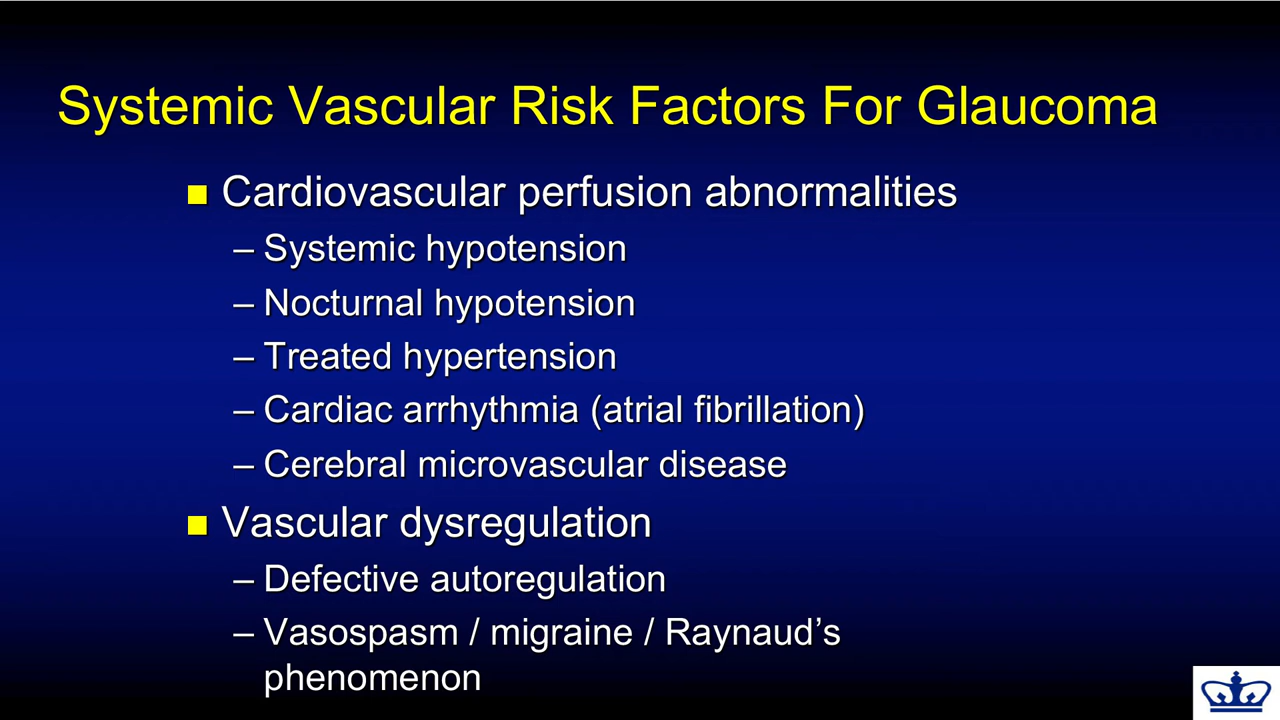 Systemic Vascular Risk Factors For Glaucoma
■ Cardiovascular perfusion abnormalities
– Systemic hypotension
– Nocturnal hypotension
– Treated hypertension
– Cardiac arrhythmia (atrial fibrillation)
– Cerebral microvascular disease
■ Vascular dysregulation
– Defective autoregulation
– Vasospasm / migraine / Raynaud’s
phenomenon